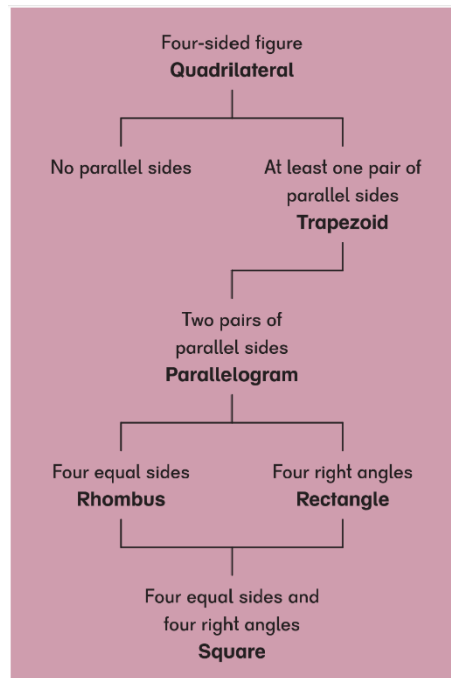 Four-sided figure
Quadrilateral
No parallel sides
At least one pair of
parallel sides
Trapezoid
Two pairs of
parallel sides
Parallelogram
Four equal sides
Rhombus
Four right angles
Rectangle
Four equal sides and
four right angles
Square